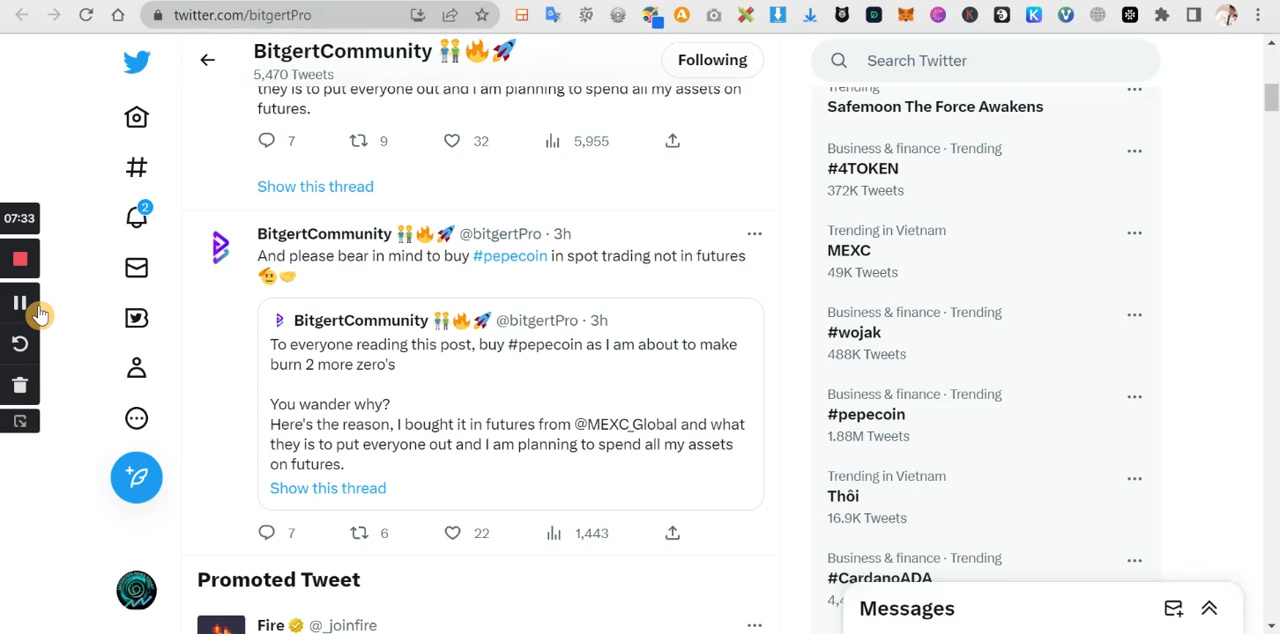 twitter.com/bitgertPro
BitgertCommunity
5,470 Tweets
Following
Search Twitter
they is to put everyone out and I am planning to spend all my assets on
futures.
7 9 32 5,955
Show this thread
BitgertCommunity @bitgertPro · 3h
And please bear in mind to buy #pepecoin in spot trading not in futures
BitgertCommunity @bitgertPro · 3h
To everyone reading this post, buy #pepecoin as I am about to make
burn 2 more zero's
You wander why?
Here's the reason, I bought it in futures from @MEXC_Global and what
they is to put everyone out and I am planning to spend all my assets
on futures.
Show this thread
7 6 22 1,443
Promoted Tweet
Fire @_joinfire
07:33
2
Trending
Safemoon The Force Awakens
Business & finance · Trending
#4TOKEN
372K Tweets
Trending in Vietnam
MEXC
49K Tweets
Business & finance · Trending
#wojak
488K Tweets
Business & finance · Trending
#pepecoin
1.88M Tweets
Trending in Vietnam
Thôi
16.9K Tweets
Business & finance · Trending
#CardanoADA
Messages